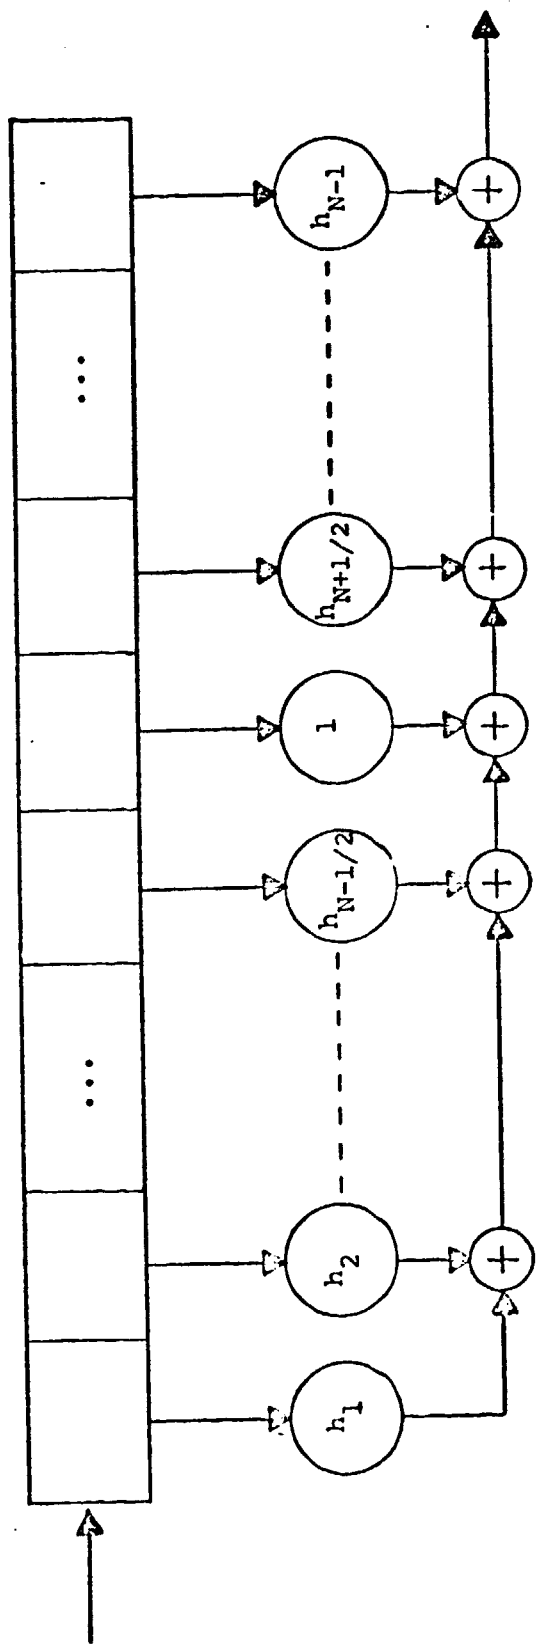 ...
...
h1
h2
hN-1/2
1
hN+1/2
hN-1
+
+
+
+
+